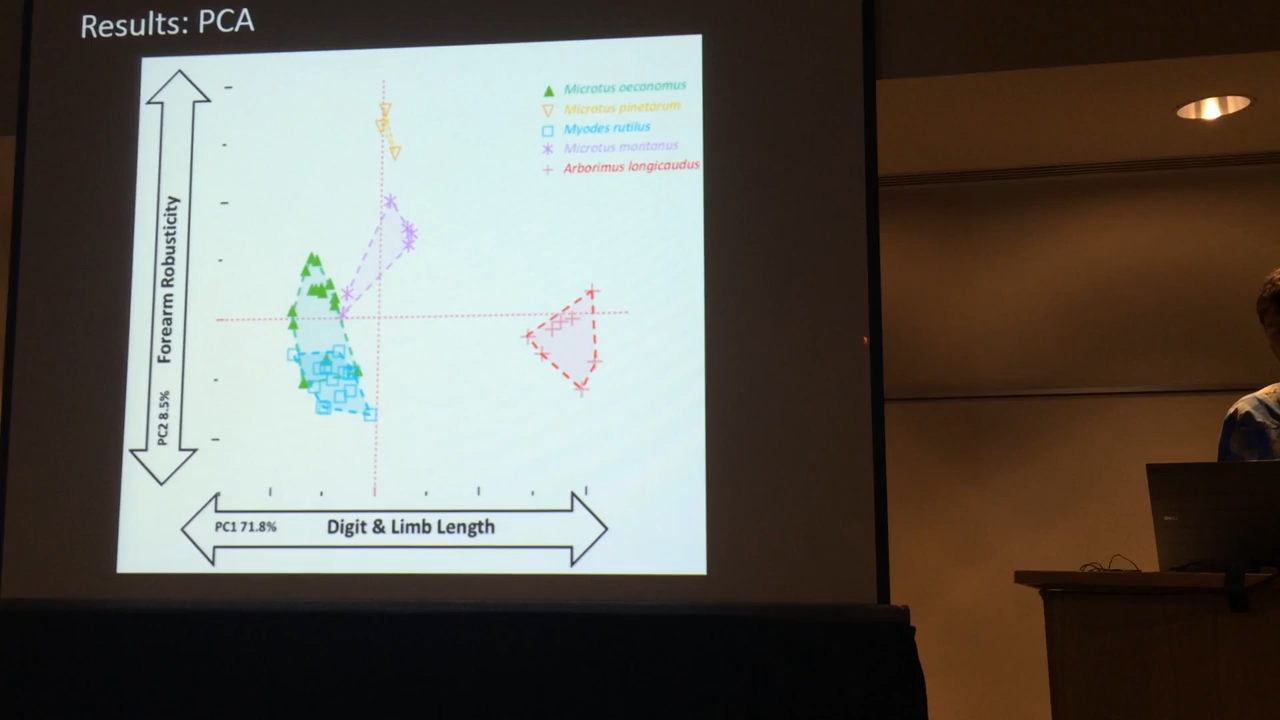 Results: PCA
Microtus oeconomus
Microtus pinetorum
Myodes rutilus
Microtus montanus
Arborimus longicaudus
Forearm Robusticity
PC2 8.5%
PC1 71.8%
Digit & Limb Length
DELL